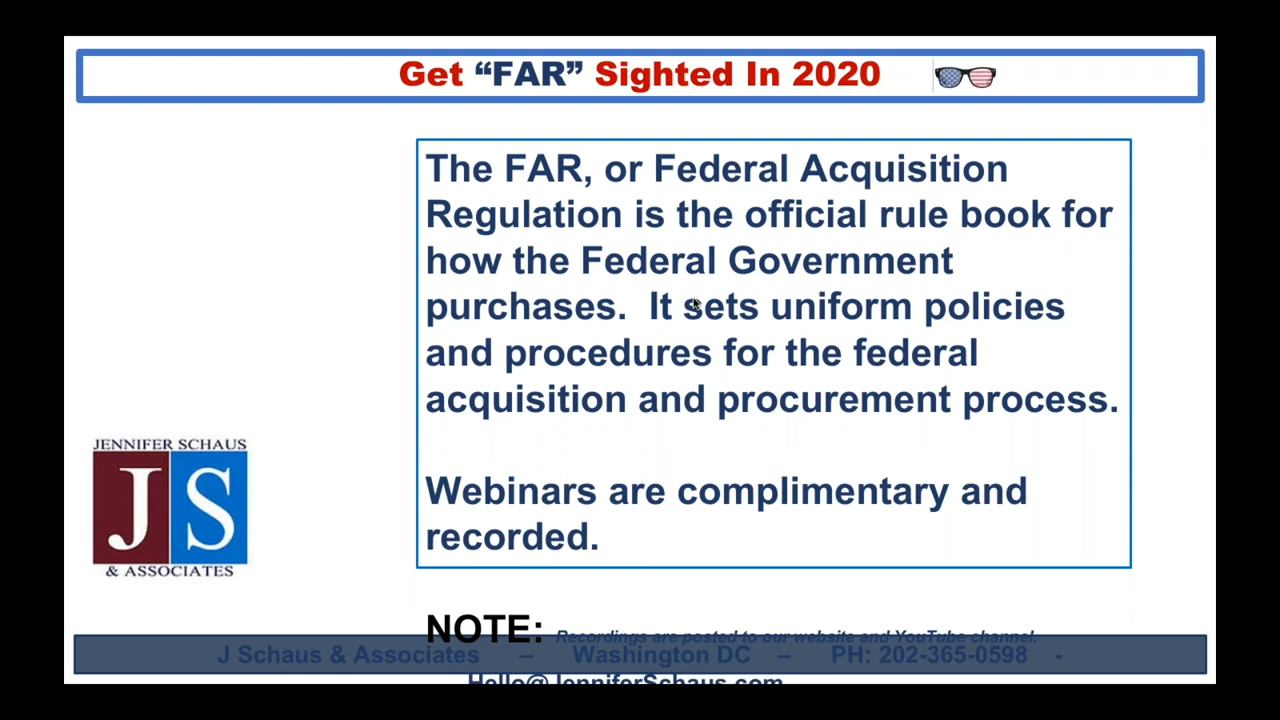 Get “FAR” Sighted In 2020
The FAR, or Federal Acquisition
Regulation is the official rule book for
how the Federal Government
purchases.  It sets uniform policies
and procedures for the federal
acquisition and procurement process.
Webinars are complimentary and
recorded.
JENNIFER SCHAUS
JS
& ASSOCIATES
NOTE: Recordings are posted to our website and YouTube channel.
J Schaus & Associates – Washington DC – PH: 202-365-0598 -
Hello@JenniferSchaus.com